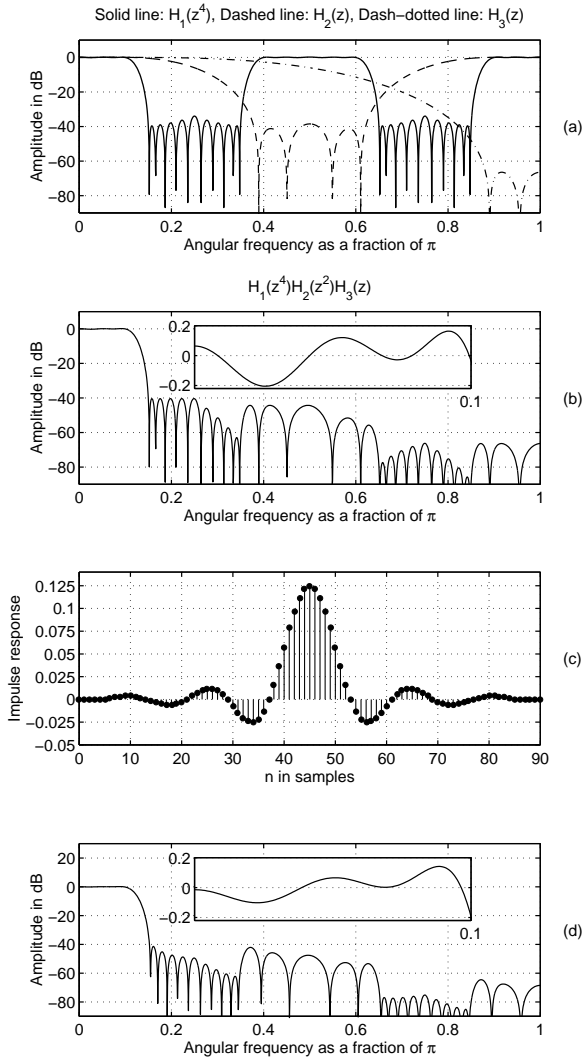 Solid line: H1(z^4), Dashed line: H2(z), Dash−dotted line: H3(z)
0
−20
−40
−60
−80
Amplitude in dB
0 0.2 0.4 0.6 0.8 1
Angular frequency as a fraction of π
(a)
H1(z^4)H2(z^2)H3(z)
0
−20
−40
−60
−80
Amplitude in dB
0.2
0
−0.2
0.1
0 0.2 0.4 0.6 0.8 1
Angular frequency as a fraction of π
(b)
0.125
0.1
0.075
0.05
0.025
0
−0.025
−0.05
Impulse response
0 10 20 30 40 50 60 70 80 90
n in samples
(c)
20
0
−20
−40
−60
−80
Amplitude in dB
0.2
0
−0.2
0.1
0 0.2 0.4 0.6 0.8 1
Angular frequency as a fraction of π
(d)